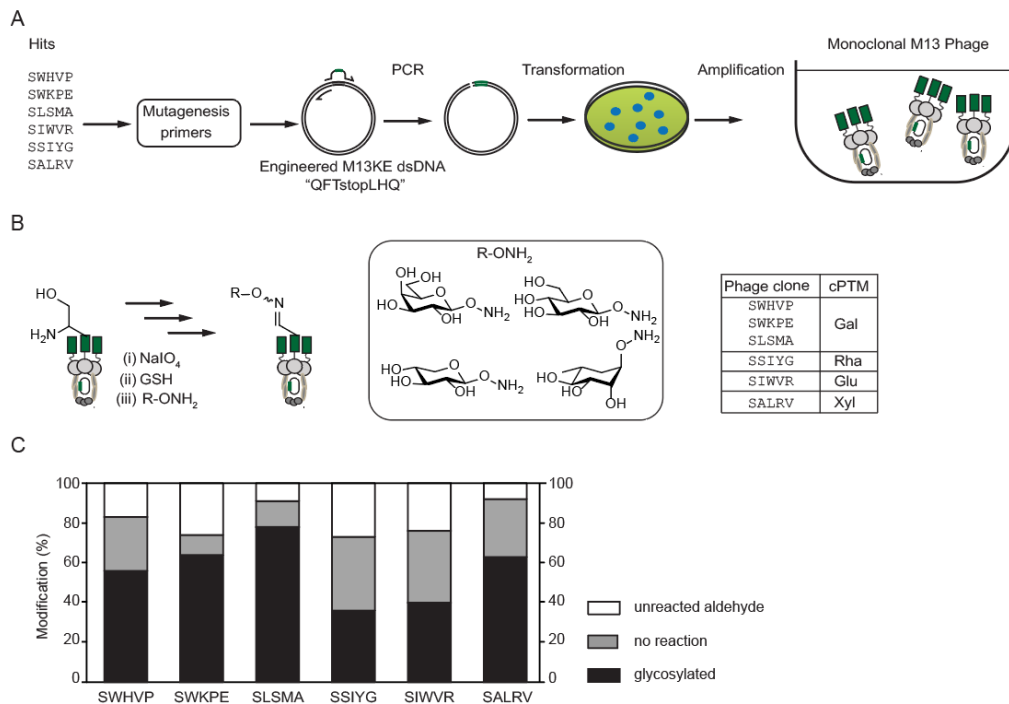 A
Hits
SWHVP
SWKPE
SLSMA
SIWVR
SSIYG
SALRV
Mutagenesis
primers
Engineered M13KE dsDNA
“QFTstopLHQ”
PCR
Transformation
Amplification
Monoclonal M13 Phage
B
HO
H₂N
(i) NaIO₄
(ii) GSH
(iii) R-ONH₂
R-O
N
R-ONH₂
OH
OH
O
HO
OH
O-NH₂
HO
O
HO
HO
OH
O
NH₂
O
HO
HO
OH
O-NH₂
O-NH₂
O
HO
HO
OH
Phage clone cPTM
SWHVP
SWKPE Gal
SLSMA
SSIYG Rha
SIWVR Glu
SALRV Xyl
C
Modification (%)
100 100
80 80
60 60
40 40
20 20
0 0
SWHVP SWKPE SLSMA SSIYG SIWVR SALRV
unreacted aldehyde
no reaction
glycosylated